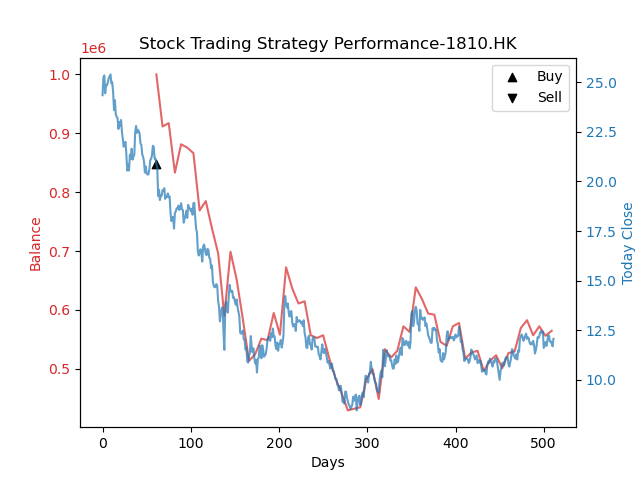 Stock Trading Strategy Performance-1810.HK
1e6
1.0
0.9
0.8
0.7
0.6
0.5
Balance
25.0
22.5
20.0
17.5
15.0
12.5
10.0
Today Close
Buy
Sell
0 100 200 300 400 500
Days